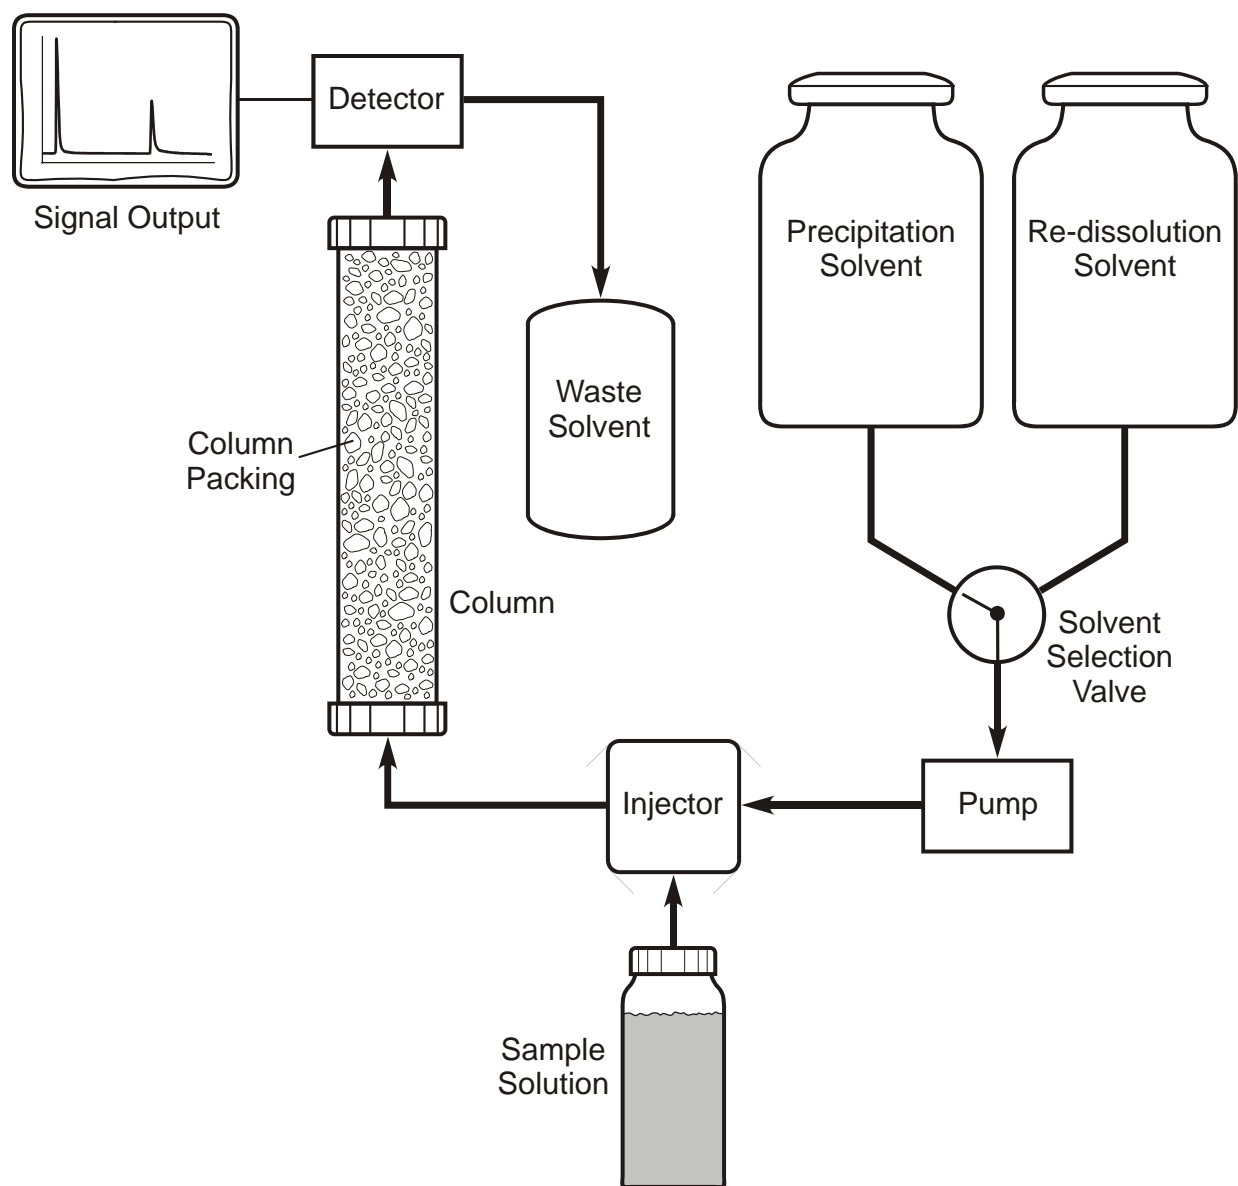 Detector
Signal Output
Precipitation
Solvent
Re-dissolution
Solvent
Waste
Solvent
Column
Packing
Column
Solvent
Selection
Valve
Injector
Pump
Sample
Solution